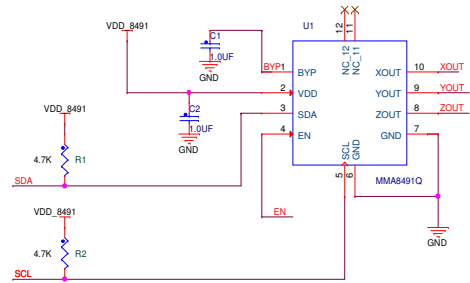 VDD_8491
C1
1.0UF
GND
U1
12
11
NC_12
NC_11
BYP
1
BYP
XOUT
10
XOUT
2
VDD
YOUT
9
YOUT
C2
1.0UF
GND
3
SDA
ZOUT
8
ZOUT
4
EN
GND
7
SCL
GND
5
6
MMA8491Q
EN
GND
VDD_8491
4.7K
R1
SDA
VDD_8491
4.7K
R2
SCL